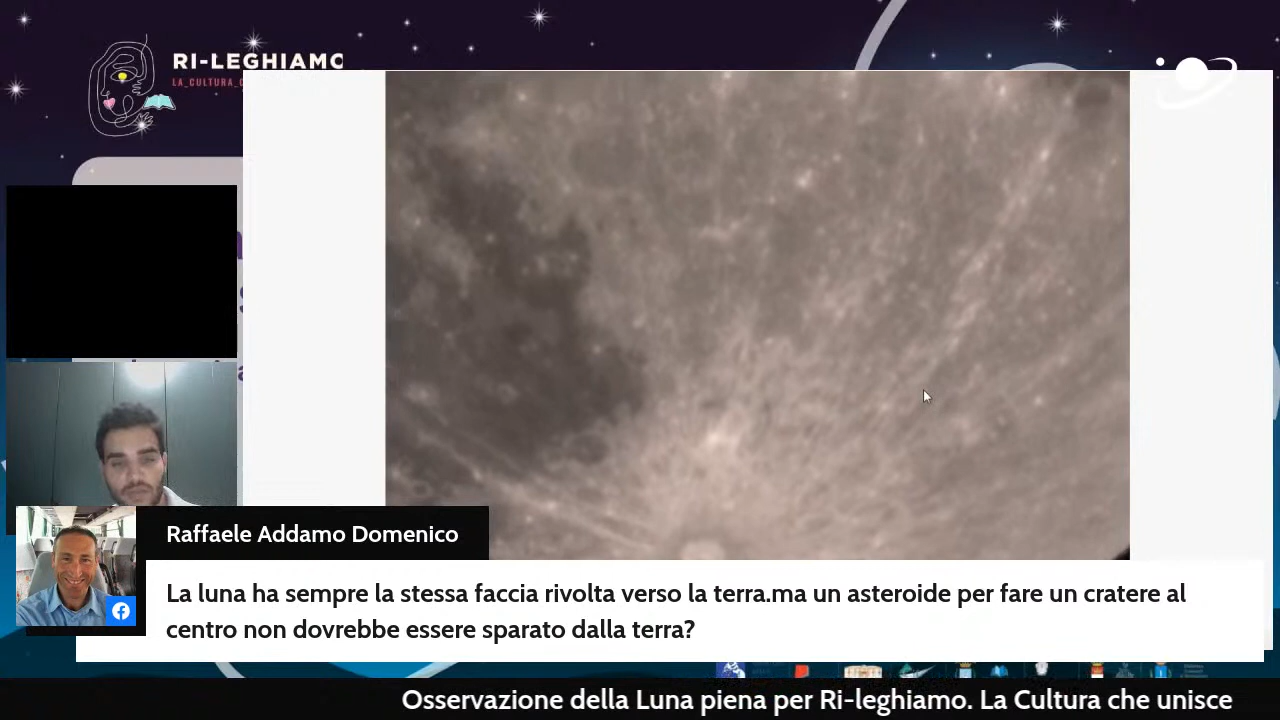 RI-LEGHIAMO
Raffaele Addamo Domenico
La luna ha sempre la stessa faccia rivolta verso la terra.ma un asteroide per fare un cratere al
centro non dovrebbe essere sparato dalla terra?
Osservazione della Luna piena per Ri-leghiamo. La Cultura che unisce